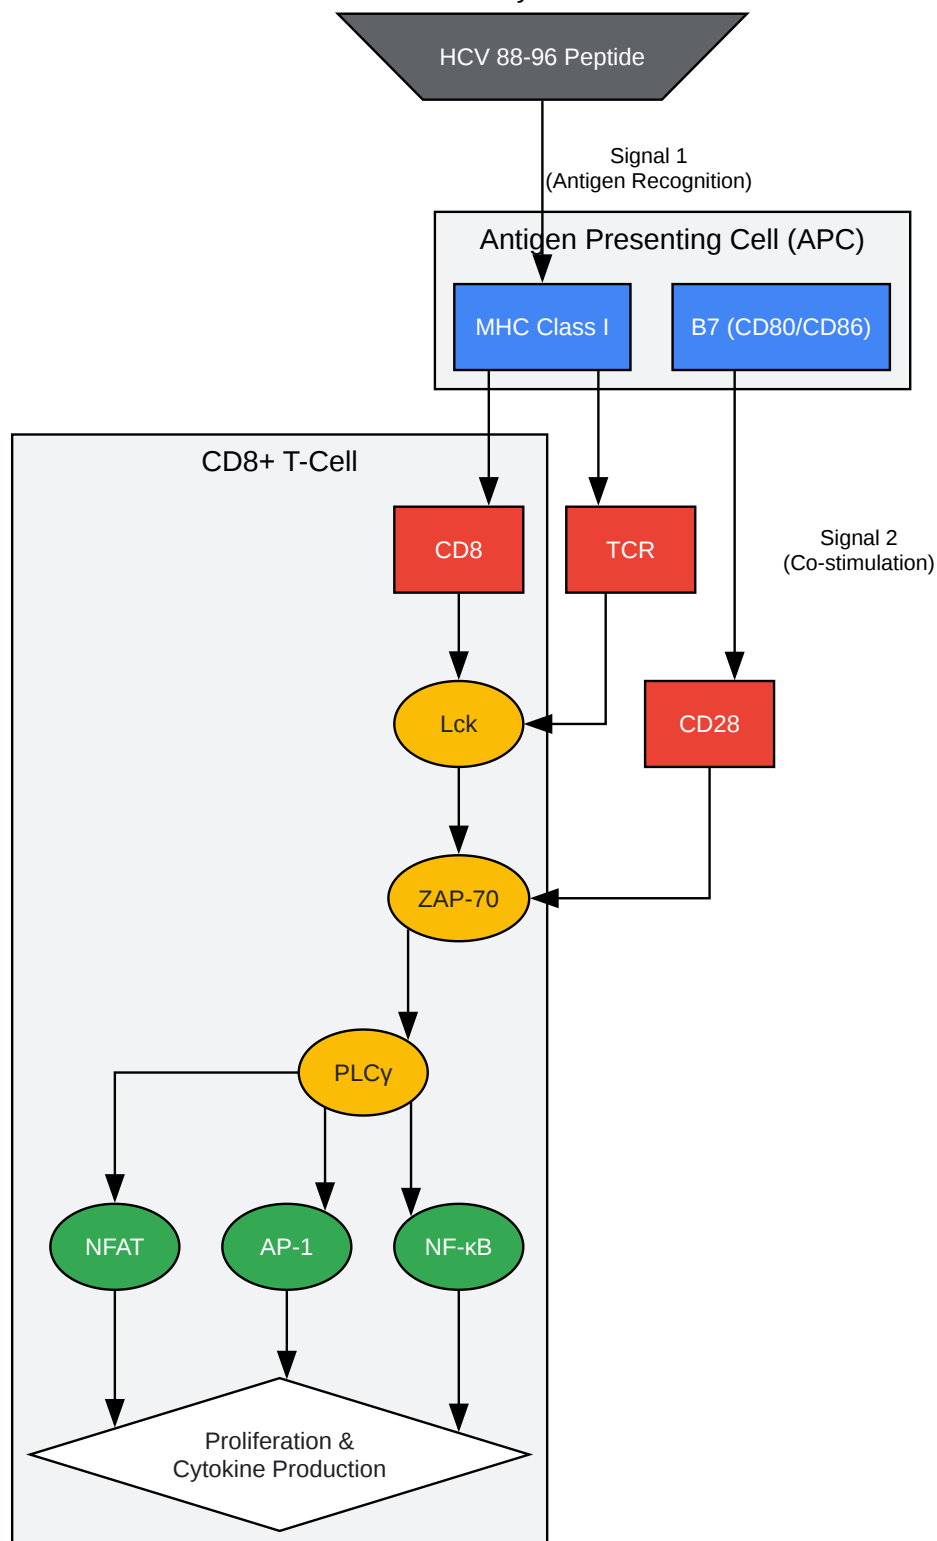 HCV 88-96 Peptide
Signal 1
(Antigen Recognition)
Antigen Presenting Cell (APC)
MHC Class I
B7 (CD80/CD86)
CD8+ T-Cell
CD8
TCR
Signal 2
(Co-stimulation)
Lck
CD28
ZAP-70
PLCγ
NFAT
AP-1
NF-κB
Proliferation &
Cytokine Production